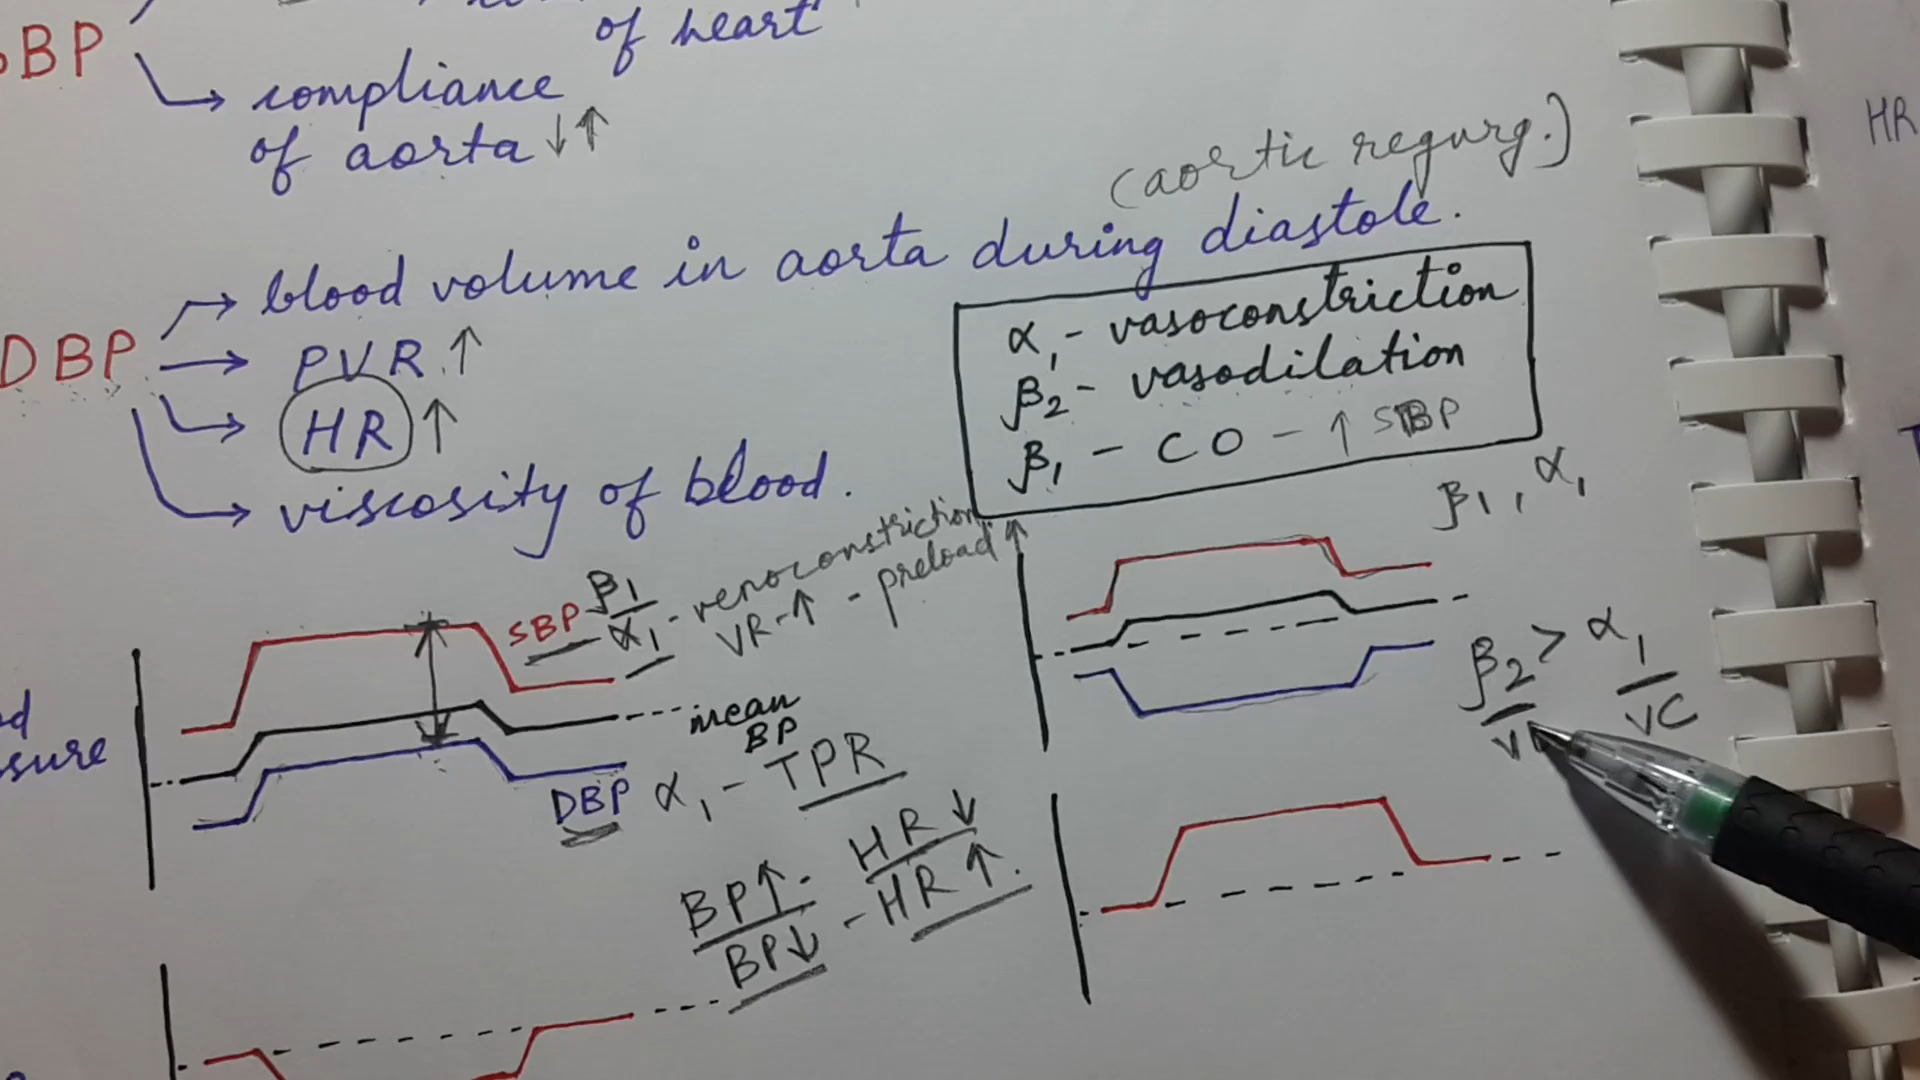 of heart
SBP
→ compliance
of aorta ↓↑
(aortic regurg.)
→ blood volume in aorta during diastole.
DBP → PVR ↑
→ HR ↑
→ viscosity of blood.
α₁ - vasoconstriction
β₂ - vasodilation
β₁ - CO - ↑ SBP
β₁, α₁
SBP β₁
α₁ - venoconstriction
VR-↑ - preload ↑
mean
BP
DBP α₁ - TPR
β₂ > α₁
VC
BP↑ - HR↓
BP↓ - HR↑.
HR